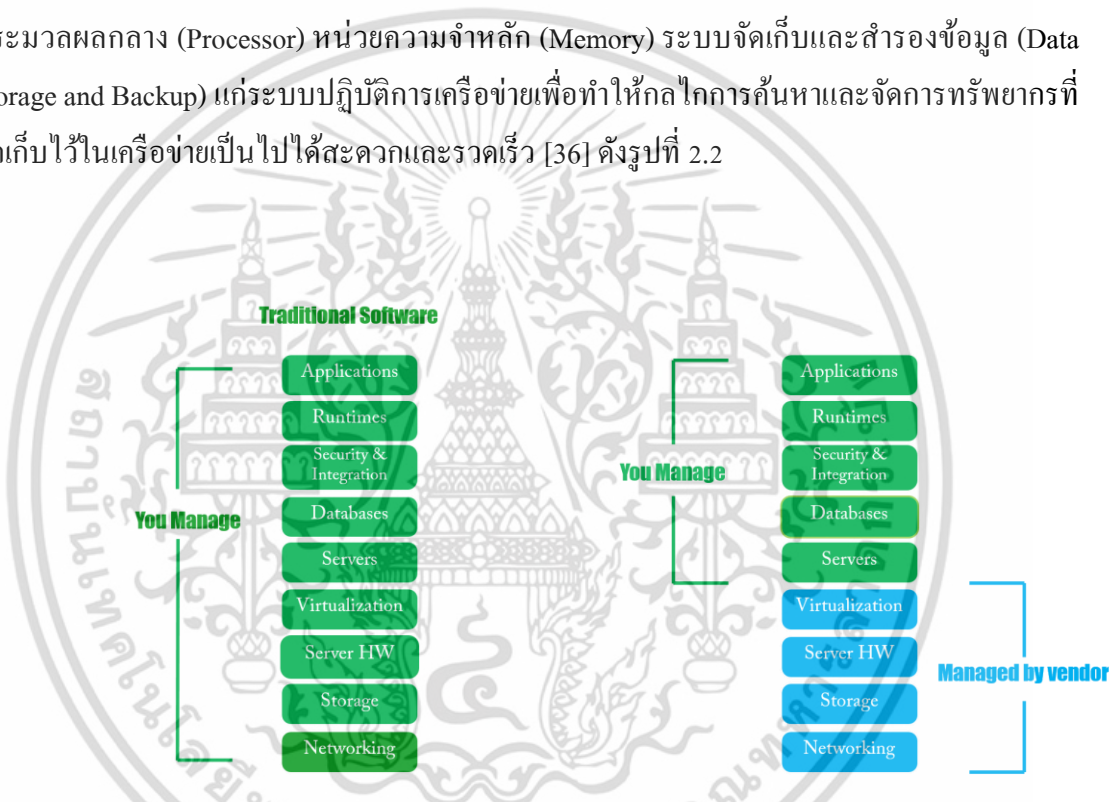 ระมวลผลกลาง (Processor) หน่วยความจำหลัก (Memory) ระบบจัดเก็บและสำรองข้อมูล (Data
orage and Backup) แก่ระบบปฏิบัติการเครือข่ายเพื่อทำให้กลไกการค้นหาและจัดการทรัพยากรที่
เก็บไว้ในเครือข่ายเป็นไปได้สะดวกและรวดเร็ว [36] ดังรูปที่ 2.2
Traditional Software
You Manage
Applications
Runtimes
Security &
Integration
Databases
Servers
Virtualization
Server HW
Storage
Networking
You Manage
Applications
Runtimes
Security &
Integration
Databases
Servers
Virtualization
Server HW
Storage
Networking
Managed by vendor